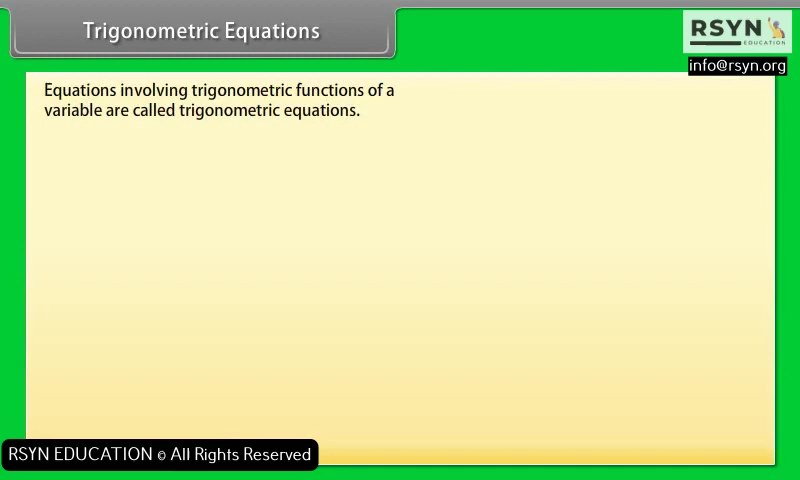 Trigonometric Equations
RSYN
EDUCATION
info@rsyn.org
Equations involving trigonometric functions of a
variable are called trigonometric equations.
RSYN EDUCATION © All Rights Reserved